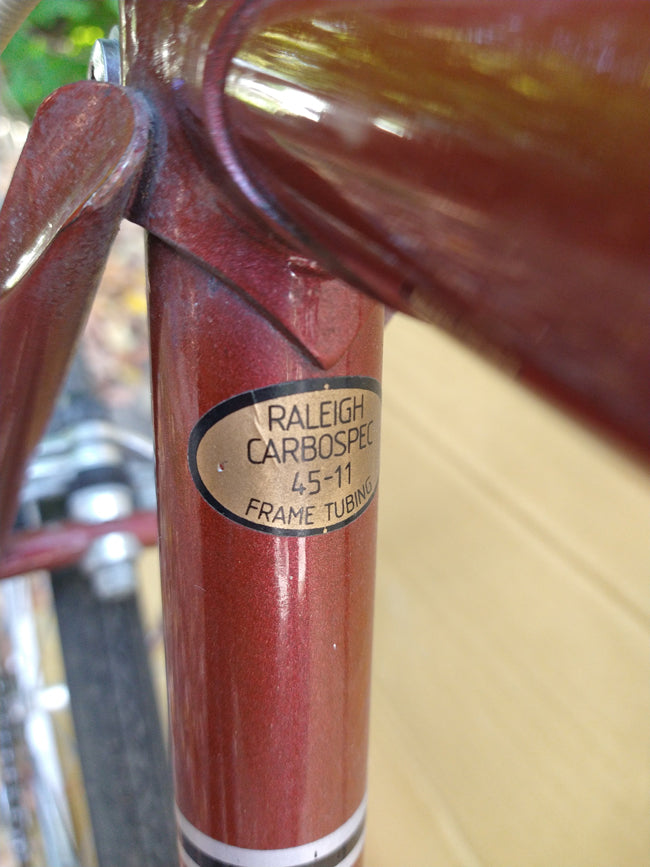 RALEIGH
CARBOSPEC
45-11
FRAME TUBING